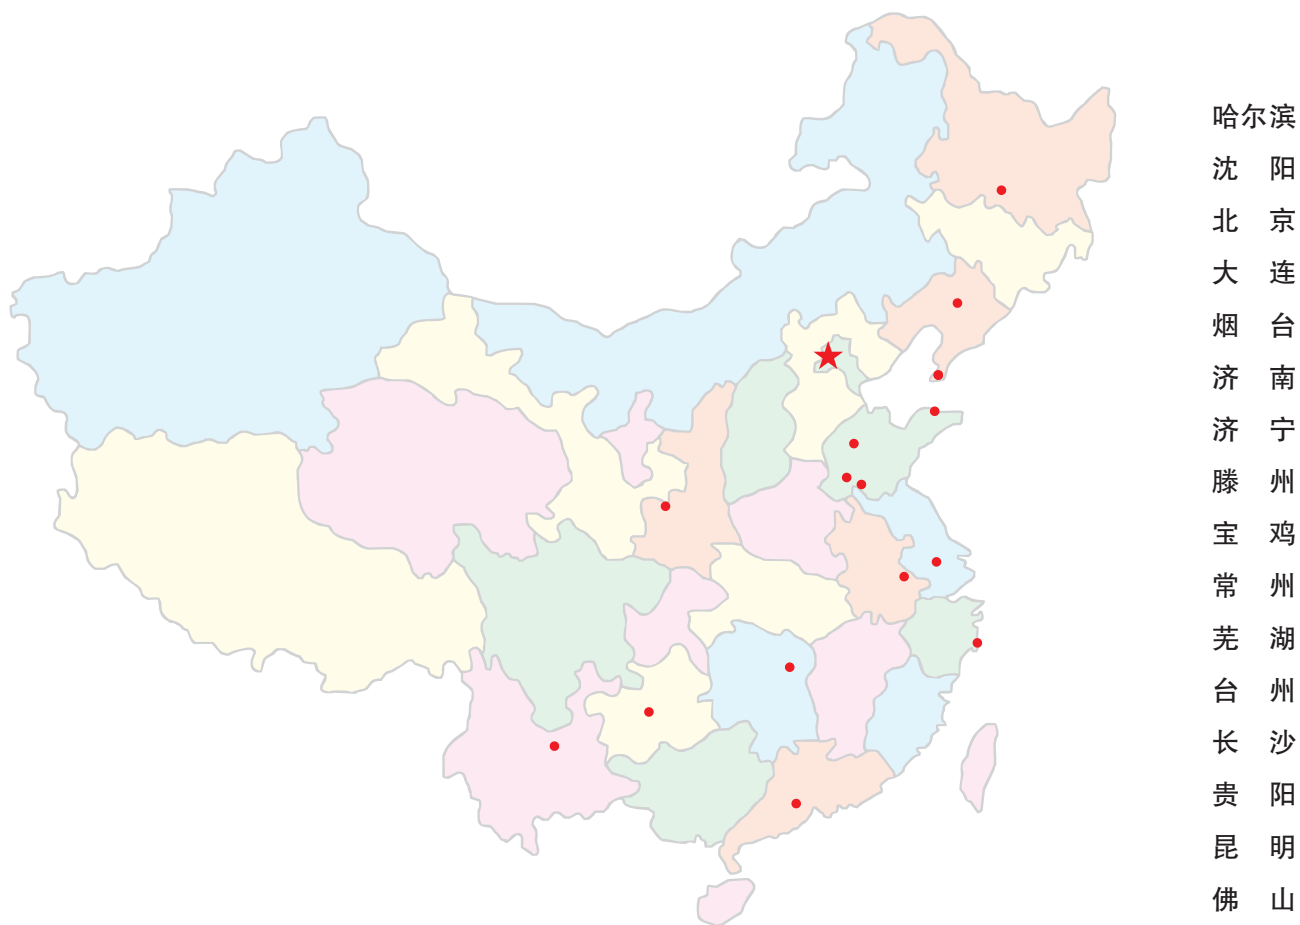 哈尔滨
沈阳
北京
大连
烟台
济南
济宁
滕州
宝鸡
常州
芜湖
台州
长沙
贵阳
昆明
佛山